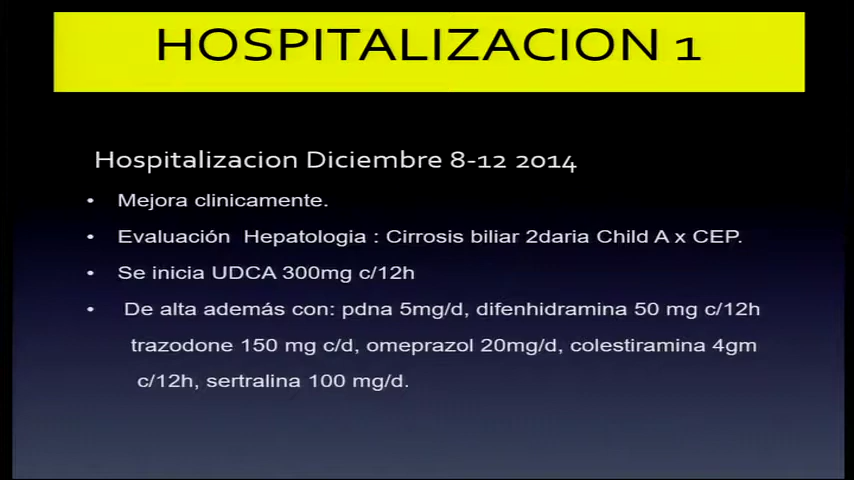 HOSPITALIZACION 1
Hospitalizacion Diciembre 8-12 2014
• Mejora clinicamente.
• Evaluación Hepatologia : Cirrosis biliar 2daria Child A x CEP.
• Se inicia UDCA 300mg c/12h
• De alta además con: pdna 5mg/d, difenhidramina 50 mg c/12h
trazodone 150 mg c/d, omeprazol 20mg/d, colestiramina 4gm
c/12h, sertralina 100 mg/d.